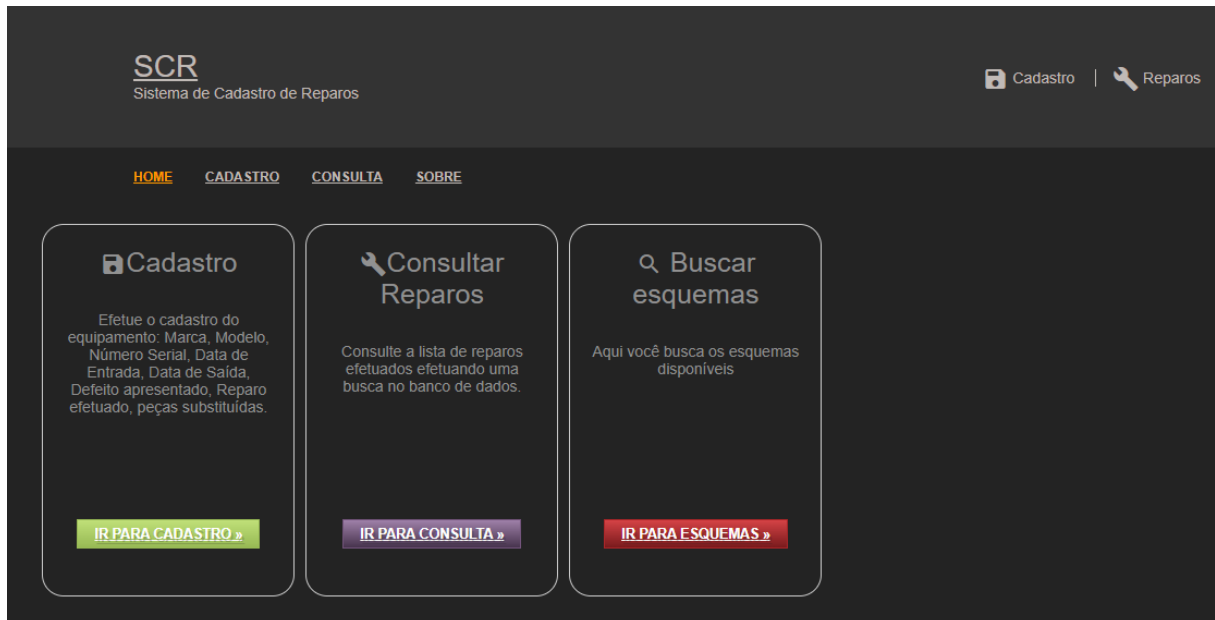 SCR
Sistema de Cadastro de Reparos
Cadastro | Reparos
HOME CADASTRO CONSULTA SOBRE
Cadastro
Efetue o cadastro do
equipamento: Marca, Modelo,
Número Serial, Data de
Entrada, Data de Saída,
Defeito apresentado, Reparo
efetuado, peças substituídas.
IR PARA CADASTRO »
Consultar
Reparos
Consulte a lista de reparos
efetuados efetuando uma
busca no banco de dados.
IR PARA CONSULTA »
Buscar
esquemas
Aqui você busca os esquemas
disponíveis
IR PARA ESQUEMAS »